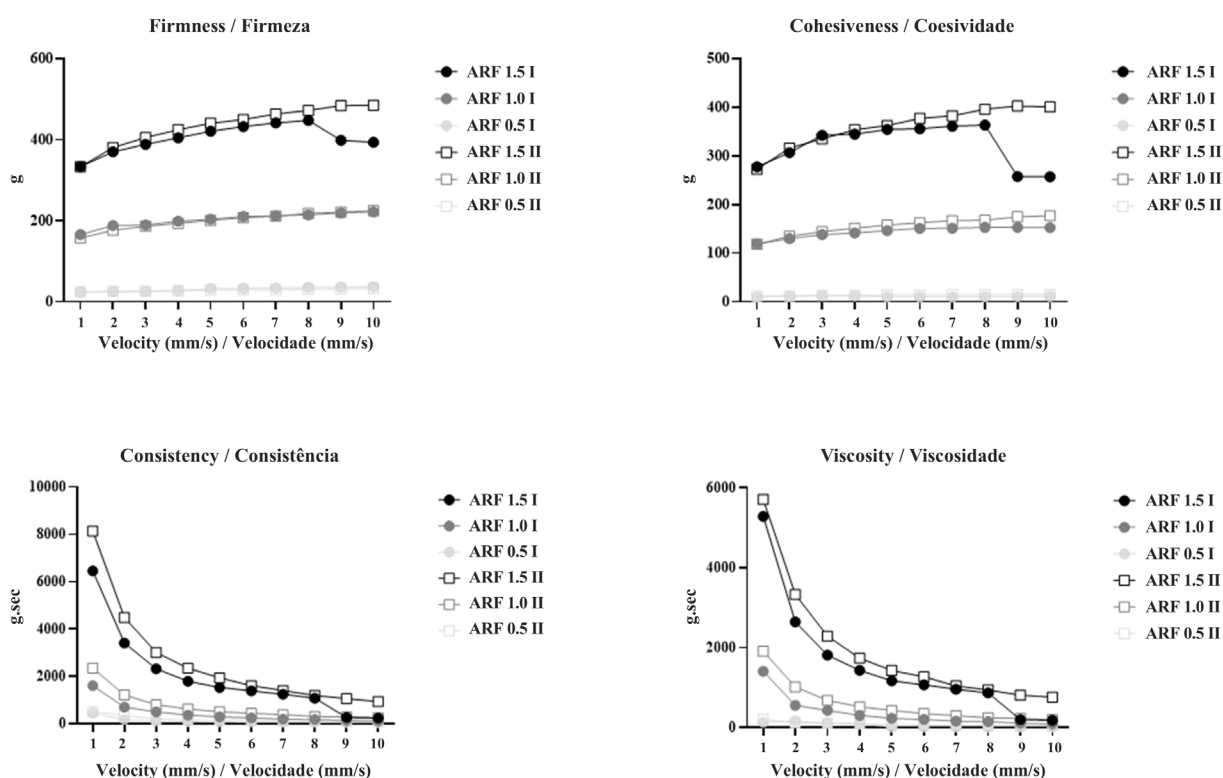 Firmness / Firmeza
600
400
200
0
g
1 2 3 4 5 6 7 8 9 10
Velocity (mm/s) / Velocidade (mm/s)
ARF 1.5 I
ARF 1.0 I
ARF 0.5 I
ARF 1.5 II
ARF 1.0 II
ARF 0.5 II
Cohesiveness / Coesividade
500
400
300
200
100
0
g
1 2 3 4 5 6 7 8 9 10
Velocity (mm/s) / Velocidade (mm/s)
ARF 1.5 I
ARF 1.0 I
ARF 0.5 I
ARF 1.5 II
ARF 1.0 II
ARF 0.5 II
Consistency / Consistência
10000
8000
6000
4000
2000
0
g.sec
1 2 3 4 5 6 7 8 9 10
Velocity (mm/s) / Velocidade (mm/s)
ARF 1.5 I
ARF 1.0 I
ARF 0.5 I
ARF 1.5 II
ARF 1.0 II
ARF 0.5 II
Viscosity / Viscosidade
6000
4000
2000
0
g.sec
1 2 3 4 5 6 7 8 9 10
Velocity (mm/s) / Velocidade (mm/s)
ARF 1.5 I
ARF 1.0 I
ARF 0.5 I
ARF 1.5 II
ARF 1.0 II
ARF 0.5 II